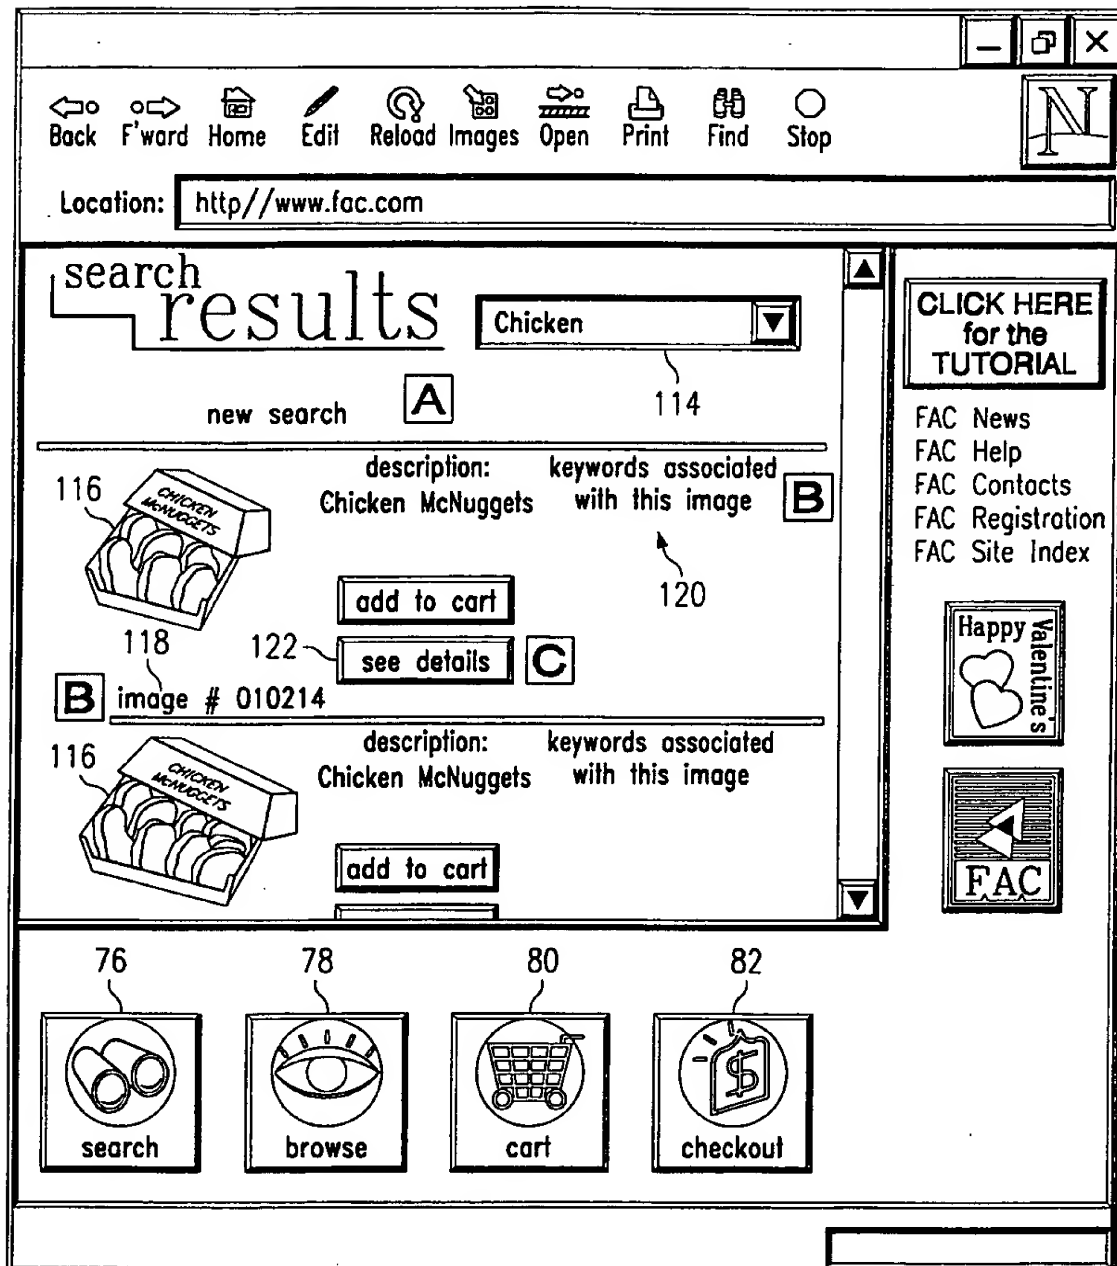 Back F'ward Home Edit Reload Images Open Print Find Stop
N
Location: http//www.fac.com
search
results
Chicken
114
new search A
CLICK HERE
for the
TUTORIAL
FAC News
FAC Help
FAC Contacts
FAC Registration
FAC Site Index
116
CHICKEN
McNUGGETS
description:
Chicken McNuggets
keywords associated
with this image
B
120
add to cart
118
122
see details C
B image # 010214
Happy
Valentine's
116
CHICKEN
McNUGGETS
description:
Chicken McNuggets
keywords associated
with this image
add to cart
FAC
76 78 80 82
search browse cart checkout
$